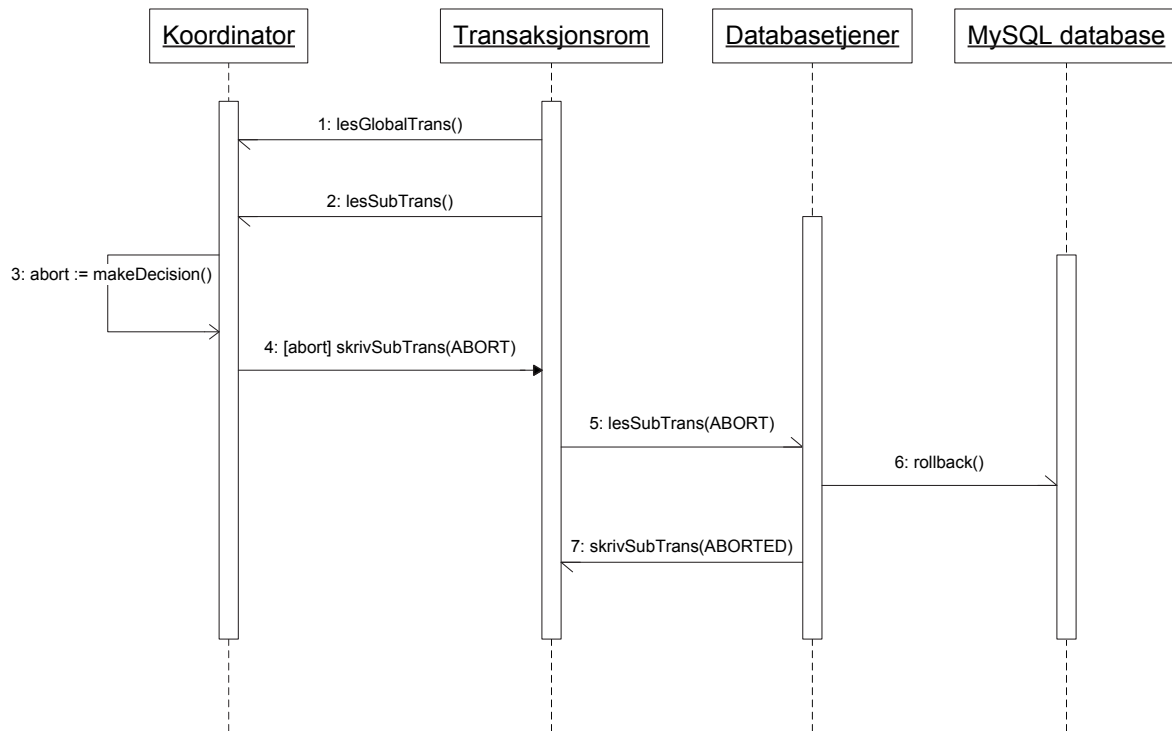 Koordinator
Transaksjonsrom
Databasetjener
MySQL database
1: lesGlobalTrans()
2: lesSubTrans()
3: abort := makeDecision()
4: [abort] skrivSubTrans(ABORT)
5: lesSubTrans(ABORT)
6: rollback()
7: skrivSubTrans(ABORTED)